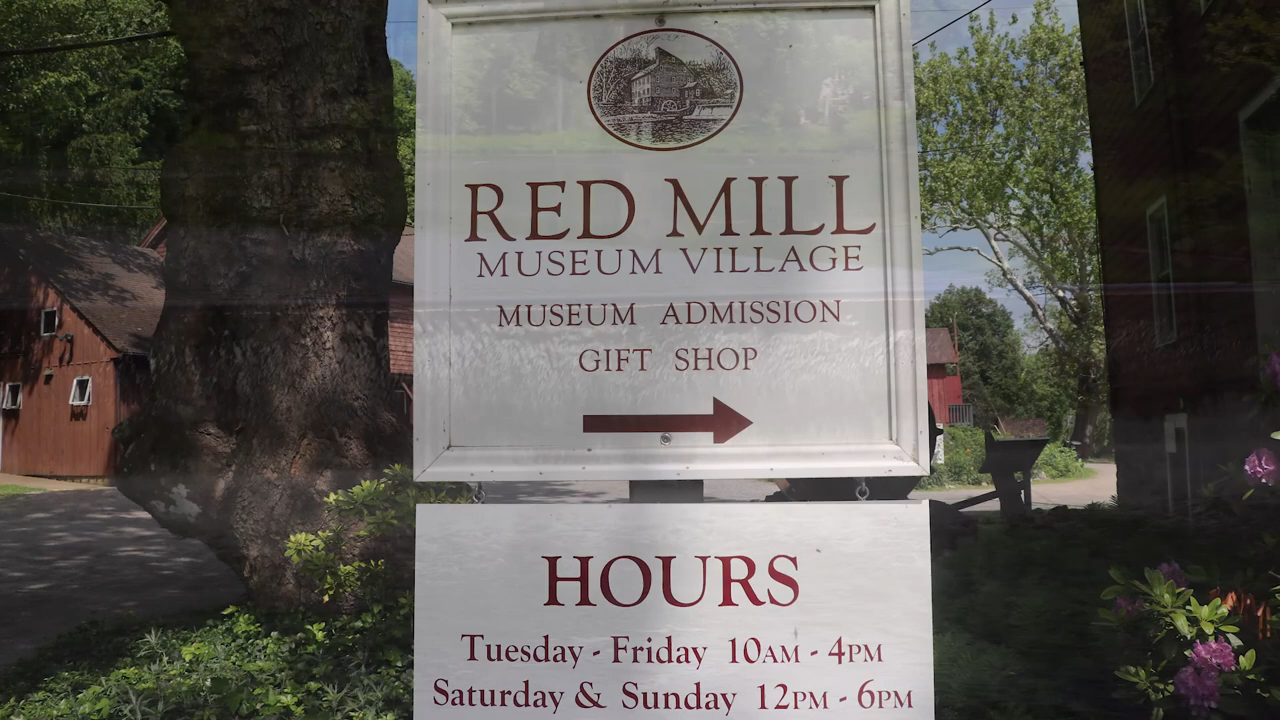 RED MILL
MUSEUM VILLAGE
MUSEUM ADMISSION
GIFT SHOP
HOURS
Tuesday - Friday 10AM - 4PM
Saturday & Sunday 12PM - 6PM